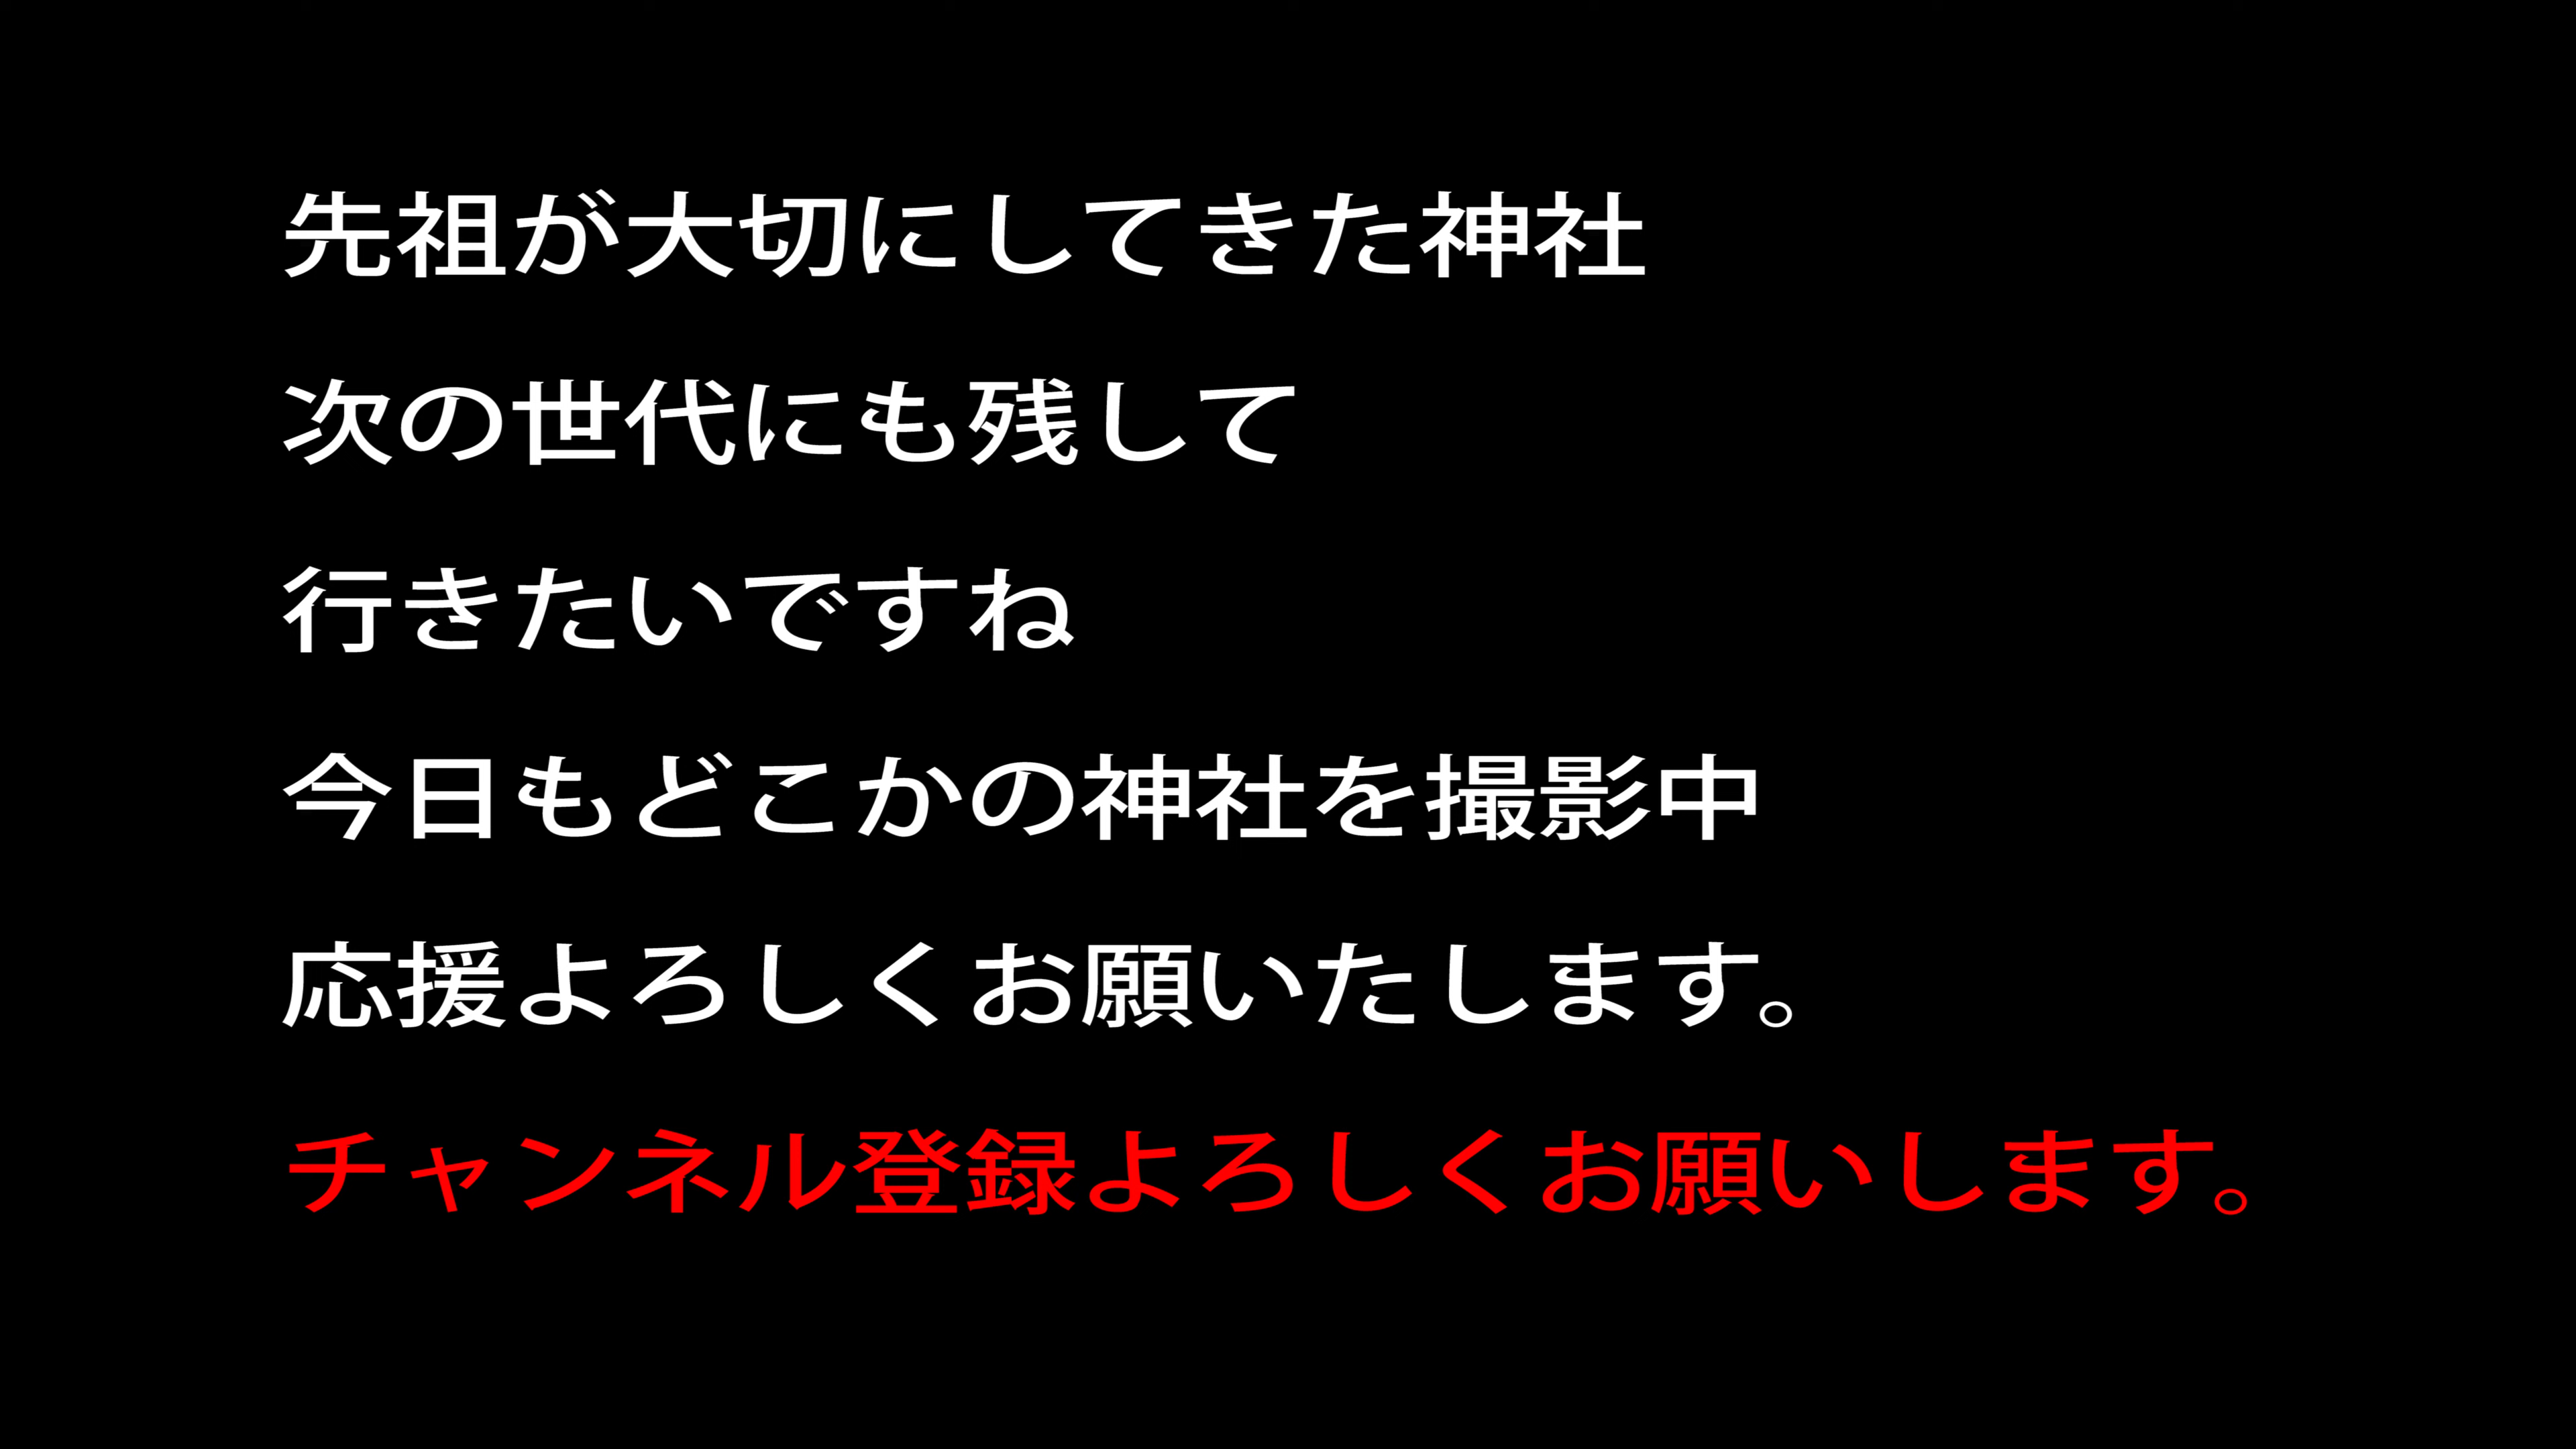 先祖が大切にしてきた神社
次の世代にも残して
行きたいですね
今日もどこかの神社を撮影中
応援よろしくお願いたします。
チャンネル登録よろしくお願いします。